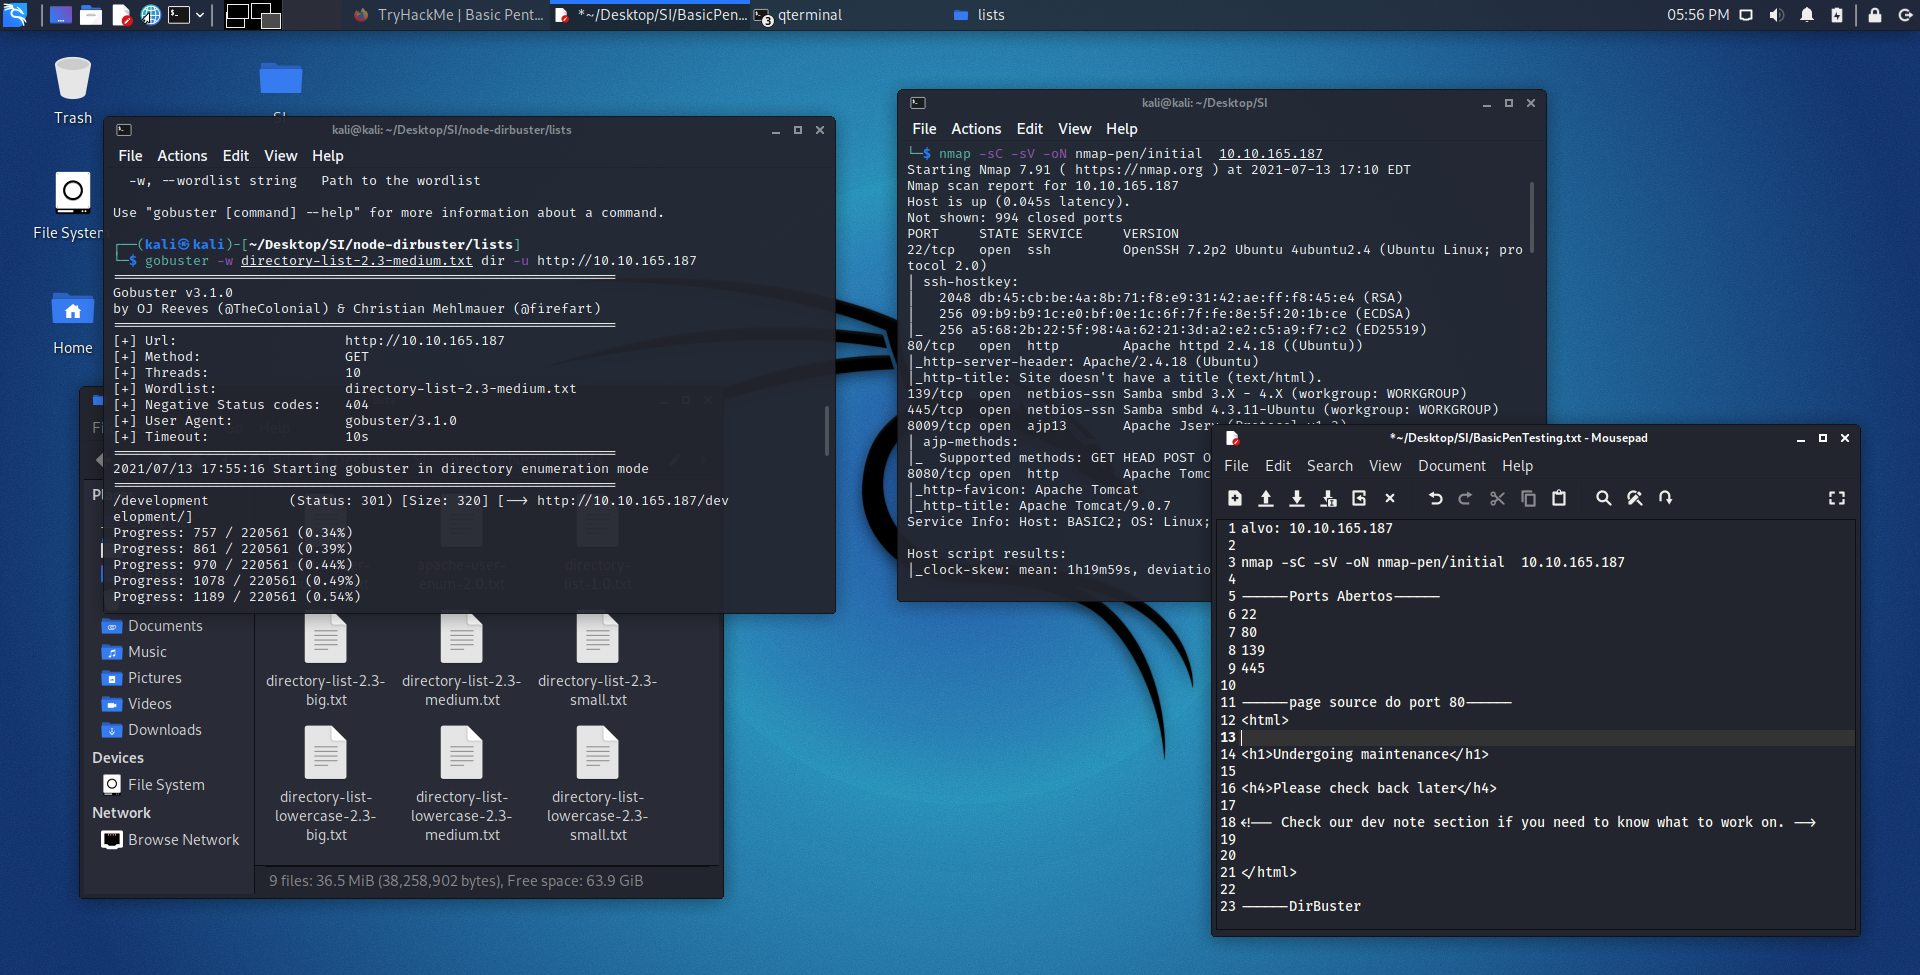 TryHackMe | Basic Pent...
*~/Desktop/SI/BasicPen...
3
qterminal
lists
05:56 PM
Trash
File System
Home
kali@kali: ~/Desktop/SI/node-dirbuster/lists
File Actions Edit View Help
-w, --wordlist string Path to the wordlist
Use "gobuster [command] --help" for more information about a command.
(kali㉿kali)-[~/Desktop/SI/node-dirbuster/lists]
$ gobuster -w directory-list-2.3-medium.txt dir -u http://10.10.165.187
Gobuster v3.1.0
by OJ Reeves (@TheColonial) & Christian Mehlmauer (@firefart)
[+] Url: http://10.10.165.187
[+] Method: GET
[+] Threads: 10
[+] Wordlist: directory-list-2.3-medium.txt
[+] Negative Status codes: 404
[+] User Agent: gobuster/3.1.0
[+] Timeout: 10s
2021/07/13 17:55:16 Starting gobuster in directory enumeration mode
/development (Status: 301) [Size: 320] [--> http://10.10.165.187/dev
elopment/]
Progress: 757 / 220561 (0.34%)
Progress: 861 / 220561 (0.39%)
Progress: 970 / 220561 (0.44%)
Progress: 1078 / 220561 (0.49%)
Progress: 1189 / 220561 (0.54%)
Documents
Music
Pictures
Videos
Downloads
Devices
File System
Network
Browse Network
directory-list-2.3-
big.txt
directory-list-2.3-
medium.txt
directory-list-2.3-
small.txt
directory-list-
lowercase-2.3-
big.txt
directory-list-
lowercase-2.3-
medium.txt
directory-list-
lowercase-2.3-
small.txt
9 files: 36.5 MiB (38,258,902 bytes), Free space: 63.9 GiB
kali@kali: ~/Desktop/SI
File Actions Edit View Help
$ nmap -sC -sV -oN nmap-pen/initial 10.10.165.187
Starting Nmap 7.91 ( https://nmap.org ) at 2021-07-13 17:10 EDT
Nmap scan report for 10.10.165.187
Host is up (0.045s latency).
Not shown: 994 closed ports
PORT STATE SERVICE VERSION
22/tcp open ssh OpenSSH 7.2p2 Ubuntu 4ubuntu2.4 (Ubuntu Linux; pro
tocol 2.0)
| ssh-hostkey:
| 2048 db:45:cb:be:4a:8b:71:f8:e9:31:42:ae:ff:f8:45:e4 (RSA)
| 256 09:b9:b9:1c:e0:bf:0e:1c:6f:7f:fe:8e:5f:20:1b:ce (ECDSA)
|_ 256 a5:68:2b:22:5f:98:4a:62:21:3d:a2:e2:c5:a9:f7:c2 (ED25519)
80/tcp open http Apache httpd 2.4.18 ((Ubuntu))
|_http-server-header: Apache/2.4.18 (Ubuntu)
|_http-title: Site doesn't have a title (text/html).
139/tcp open netbios-ssn Samba smbd 3.X - 4.X (workgroup: WORKGROUP)
445/tcp open netbios-ssn Samba smbd 4.3.11-Ubuntu (workgroup: WORKGROUP)
8009/tcp open ajp13 Apache Jserv (Protocol v1.3)
| ajp-methods:
|_ Supported methods: GET HEAD POST O
8080/tcp open http Apache Tomc
|_http-favicon: Apache Tomcat
|_http-title: Apache Tomcat/9.0.7
Service Info: Host: BASIC2; OS: Linux;
Host script results:
|_clock-skew: mean: 1h19m59s, deviatio
*~/Desktop/SI/BasicPenTesting.txt - Mousepad
File Edit Search View Document Help
1 alvo: 10.10.165.187
2
3 nmap -sC -sV -oN nmap-pen/initial 10.10.165.187
4
5 ------Ports Abertos------
6 22
7 80
8 139
9 445
10
11 ------page source do port 80------
12 <html>
13
14 <h1>Undergoing maintenance</h1>
15
16 <h4>Please check back later</h4>
17
18 <!-- Check our dev note section if you need to know what to work on. -->
19
20
21 </html>
22
23 ------DirBuster